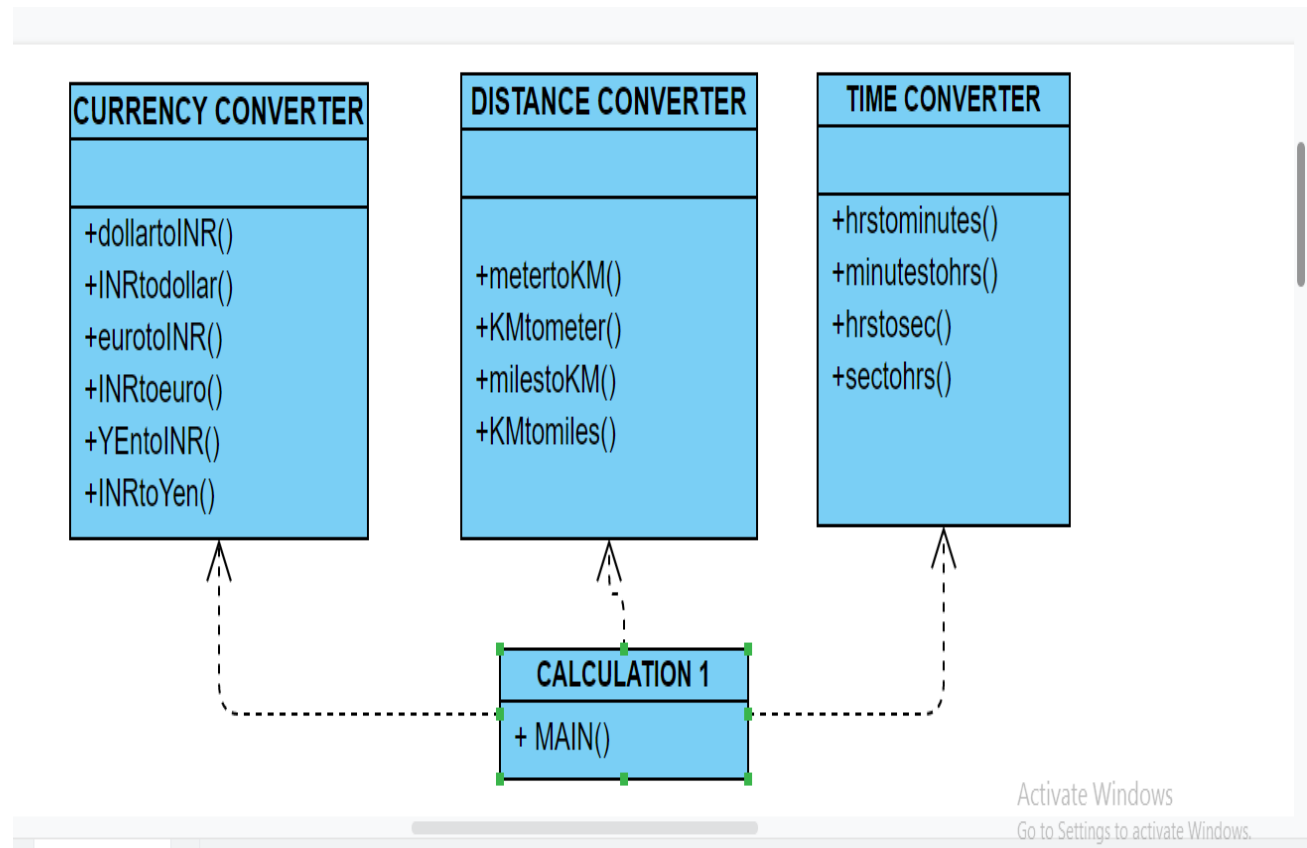 CURRENCY CONVERTER
+dollartoINR()
+INRtodollar()
+eurotoINR()
+INRtoeuro()
+YEntoINR()
+INRtoYen()
DISTANCE CONVERTER
+metertoKM()
+KMtometer()
+milestoKM()
+KMtomiles()
TIME CONVERTER
+hrstominutes()
+minutestohrs()
+hrstosec()
+sectohrs()
CALCULATION 1
+ MAIN()
Activate Windows
Go to Settings to activate Windows.